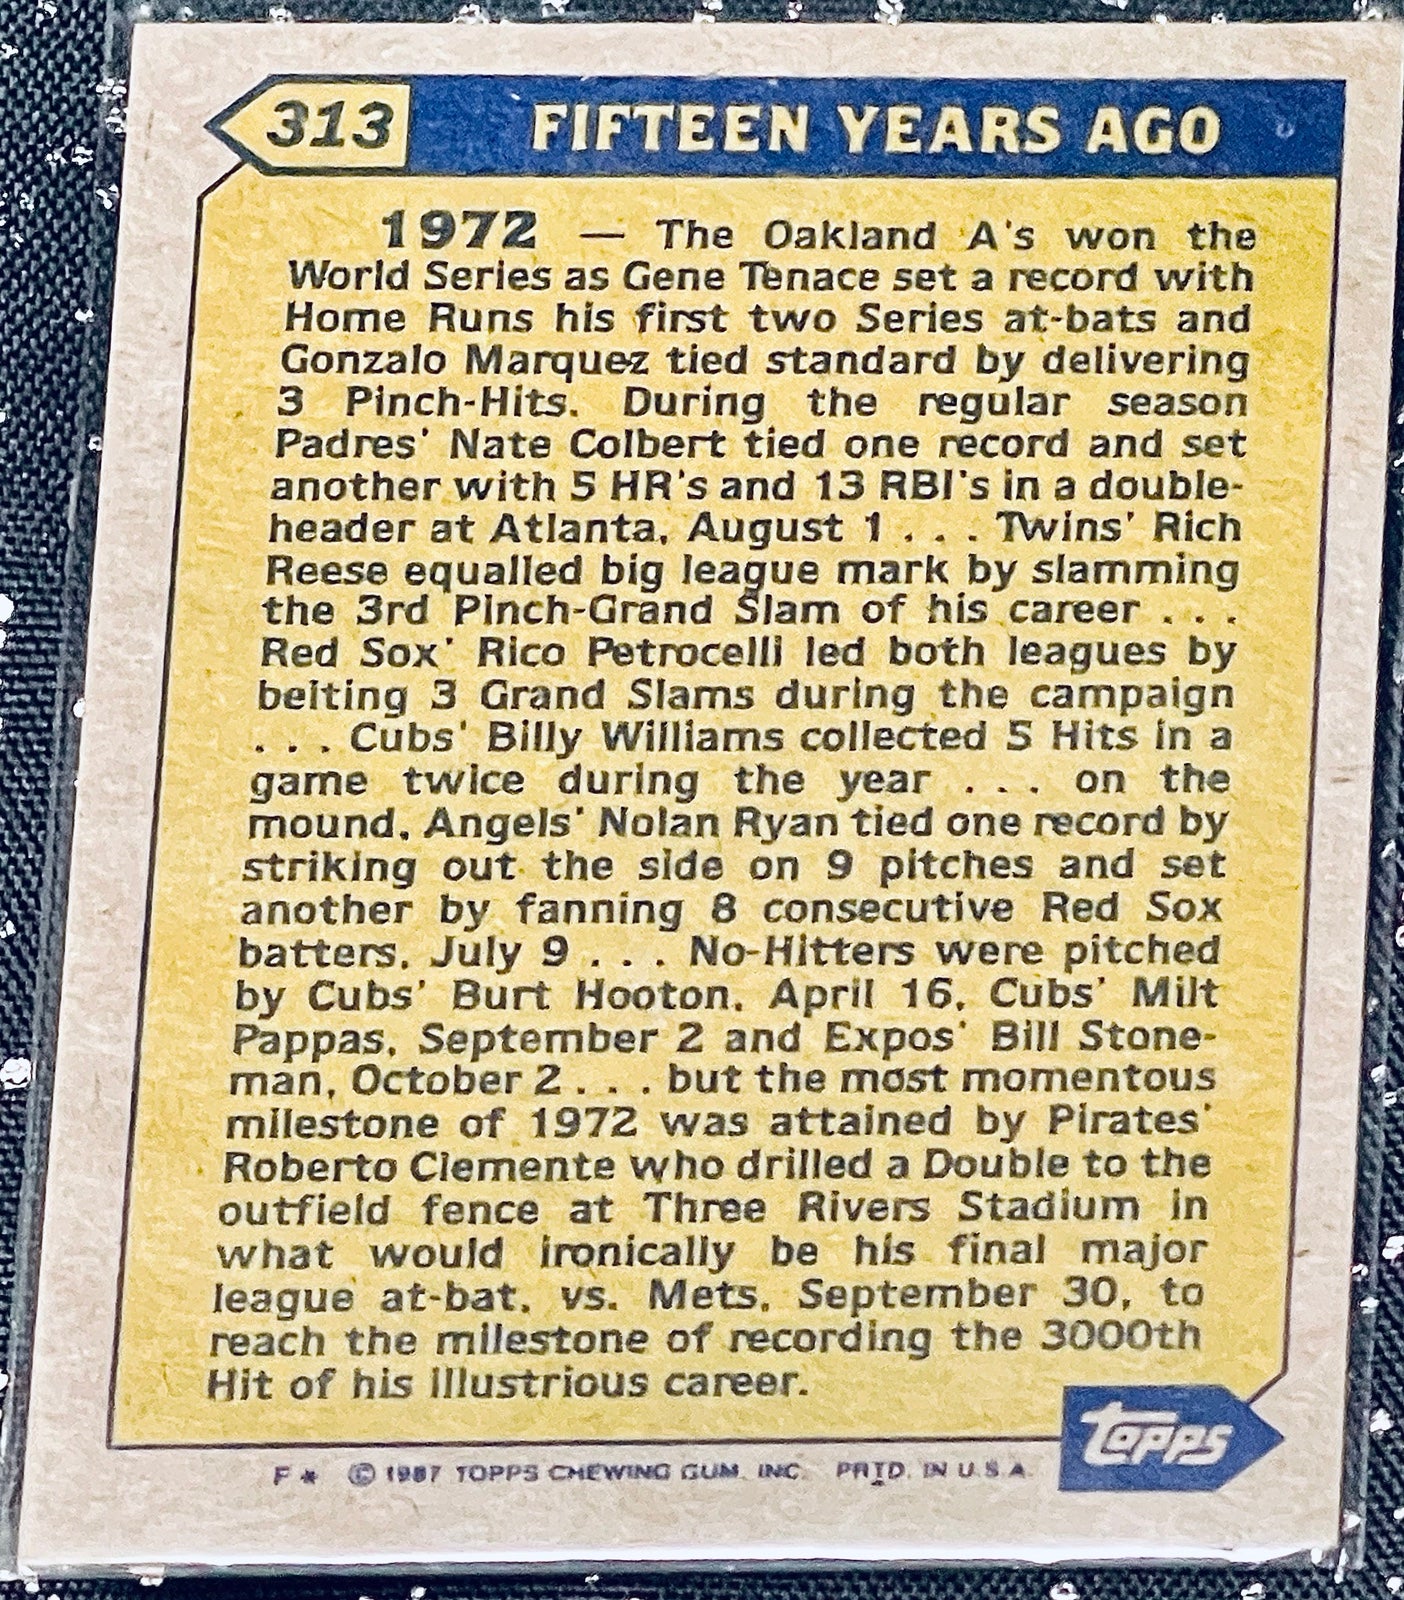 313 FIFTEEN YEARS AGO
1972 — The Oakland A's won the
World Series as Gene Tenace set a record with
Home Runs his first two Series at-bats and
Gonzalo Marquez tied standard by delivering
3 Pinch-Hits. During the regular season
Padres' Nate Colbert tied one record and set
another with 5 HR's and 13 RBI's in a double-
header at Atlanta, August 1 . . . Twins' Rich
Reese equalled big league mark by slamming
the 3rd Pinch-Grand Slam of his career . . .
Red Sox' Rico Petrocelli led both leagues by
belting 3 Grand Slams during the campaign
. . . Cubs' Billy Williams collected 5 Hits in a
game twice during the year . . . on the
mound, Angels' Nolan Ryan tied one record by
striking out the side on 9 pitches and set
another by fanning 8 consecutive Red Sox
batters, July 9 . . . No-Hitters were pitched
by Cubs' Burt Hooton, April 16, Cubs' Milt
Pappas, September 2 and Expos' Bill Stone-
man, October 2 . . . but the most momentous
milestone of 1972 was attained by Pirates'
Roberto Clemente who drilled a Double to the
outfield fence at Three Rivers Stadium in
what would ironically be his final major
league at-bat, vs. Mets, September 30, to
reach the milestone of recording the 3000th
Hit of his illustrious career.
topps
F * © 1987 TOPPS CHEWING GUM, INC. PRTD. IN U.S.A.